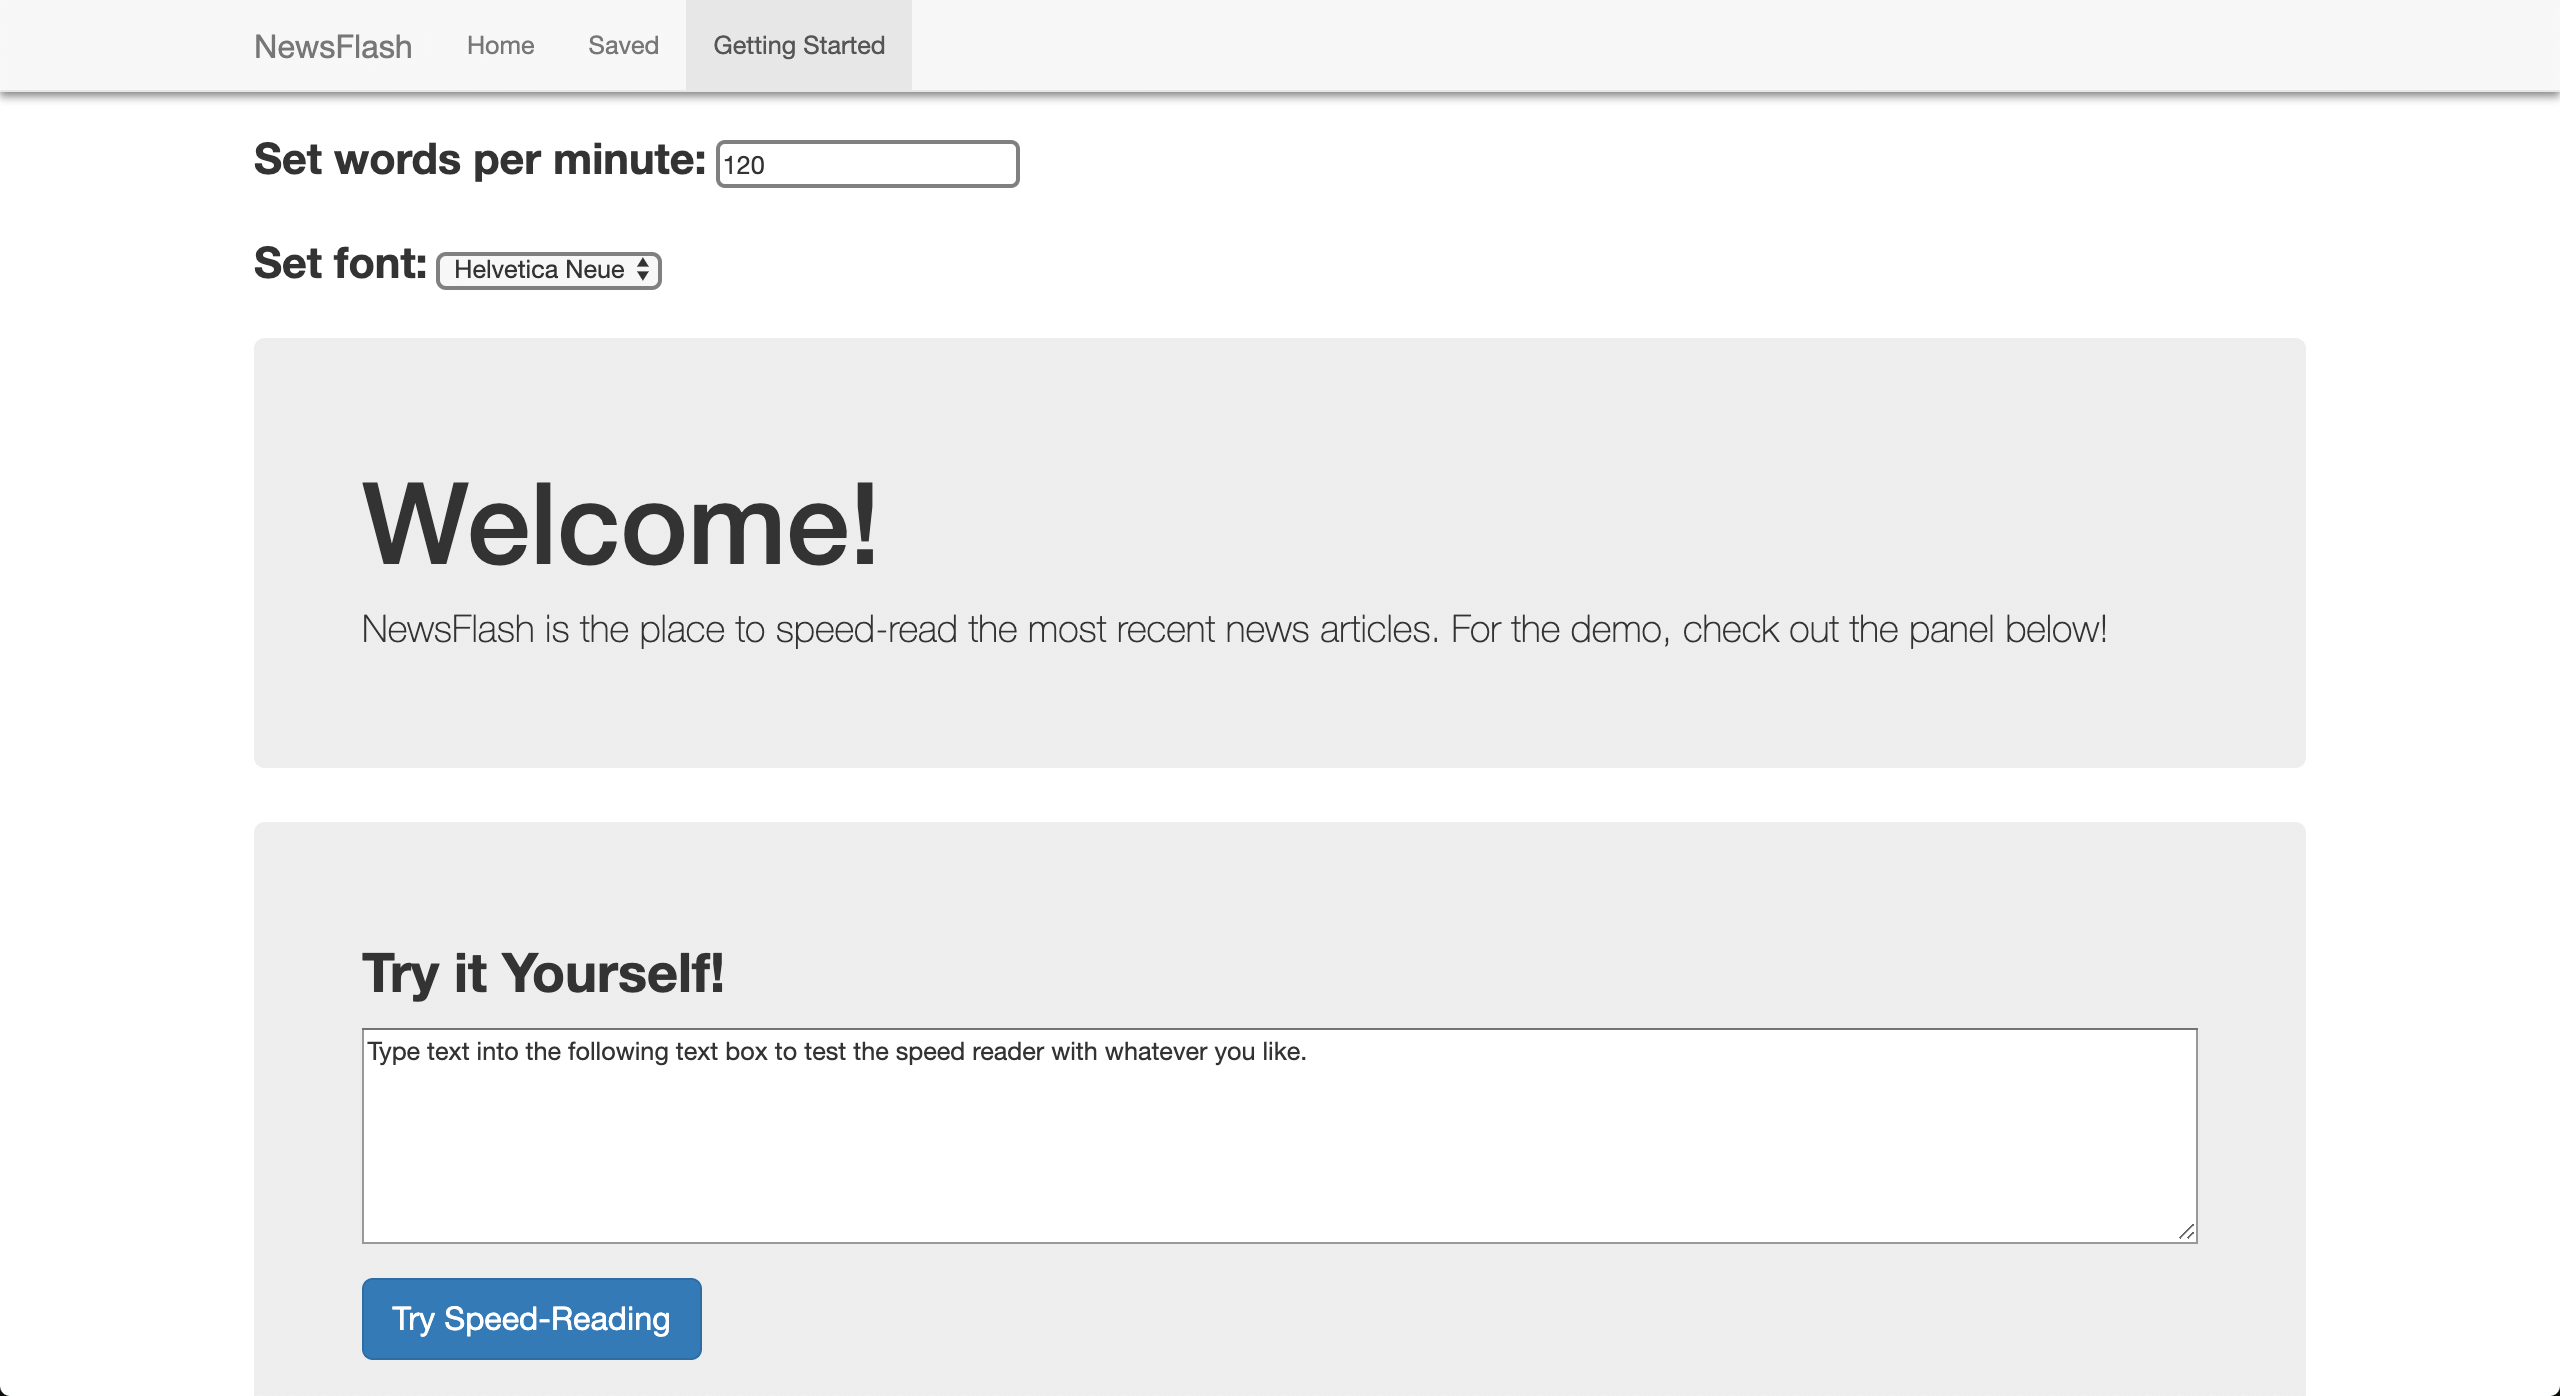 NewsFlash Home Saved Getting Started
Set words per minute: 120
Set font: Helvetica Neue
Welcome!
NewsFlash is the place to speed-read the most recent news articles. For the demo, check out the panel below!
Try it Yourself!
Type text into the following text box to test the speed reader with whatever you like.
Try Speed-Reading